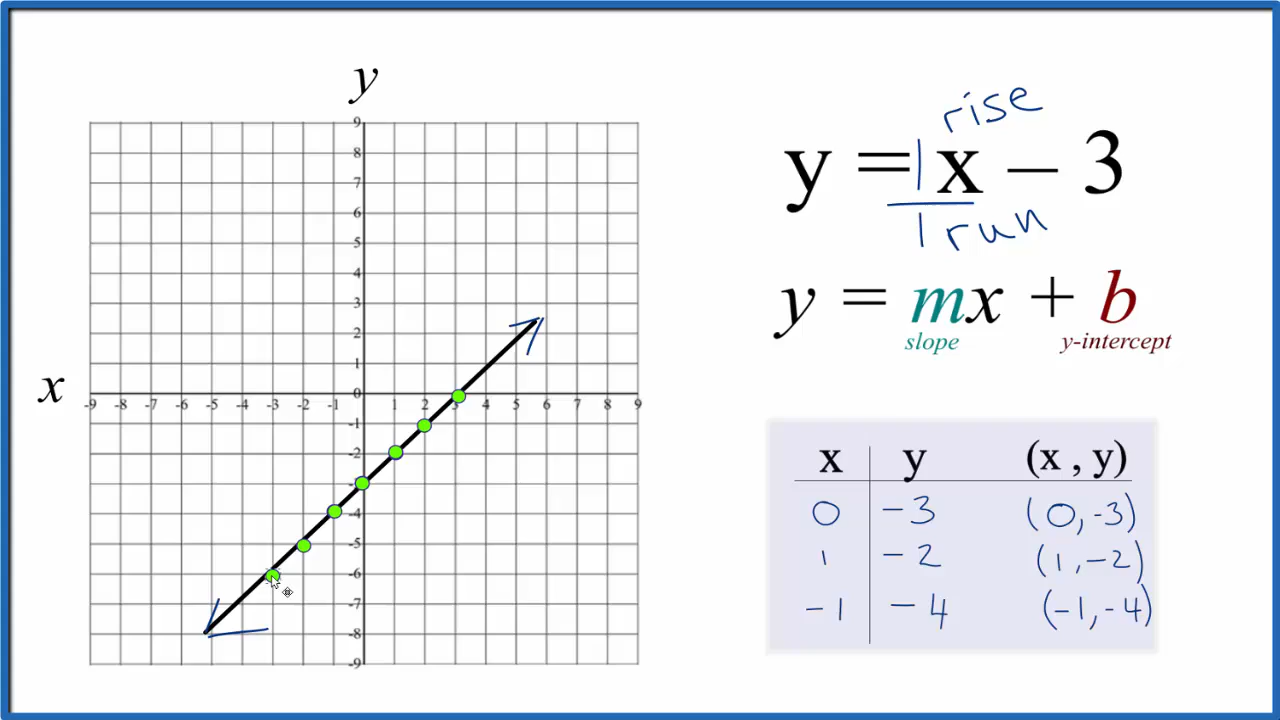 y
9
8
7
6
5
4
3
2
1
0
x
-9 -8 -7 -6 -5 -4 -3 -2 -1 1 2 3 4 5 6 7 8 9
-1
-2
-4
-5
-6
-7
-8
-9
rise
y = 1x – 3
1 run
y = mx + b
slope y-intercept
x y (x , y)
0 -3 (0,-3)
1 -2 (1,-2)
-1 -4 (-1,-4)